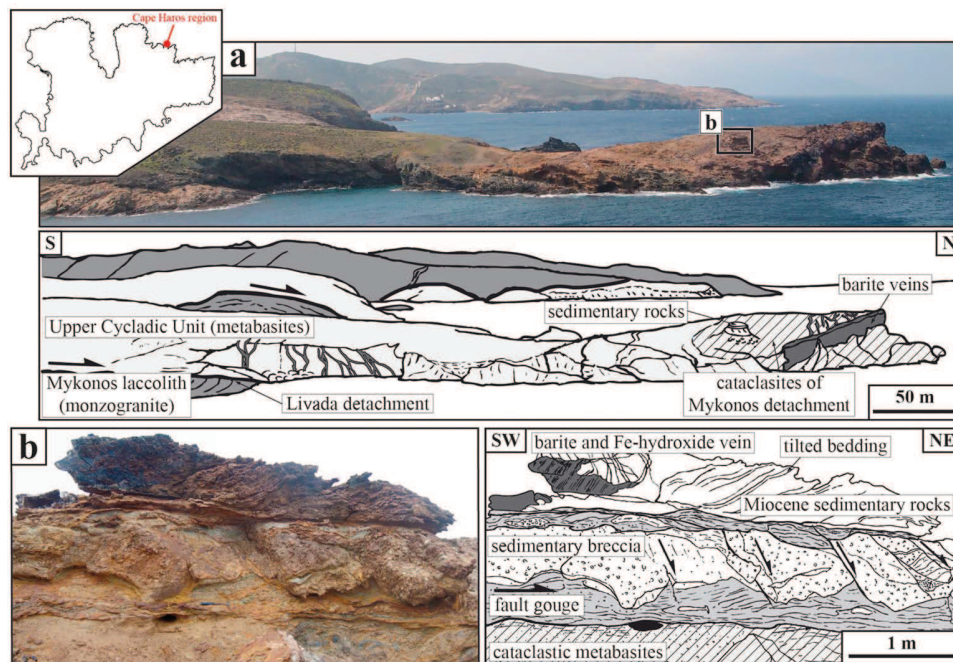 Cape Haros region
a
b
S
N
barite veins
sedimentary rocks
Upper Cycladic Unit (metabasites)
Mykonos laccolith
(monzogranite)
Livada detachment
cataclasites of
Mykonos detachment
50 m
b
SW
barite and Fe-hydroxide vein
tilted bedding
NE
Miocene sedimentary rocks
sedimentary breccia
fault gouge
cataclastic metabasites
1 m